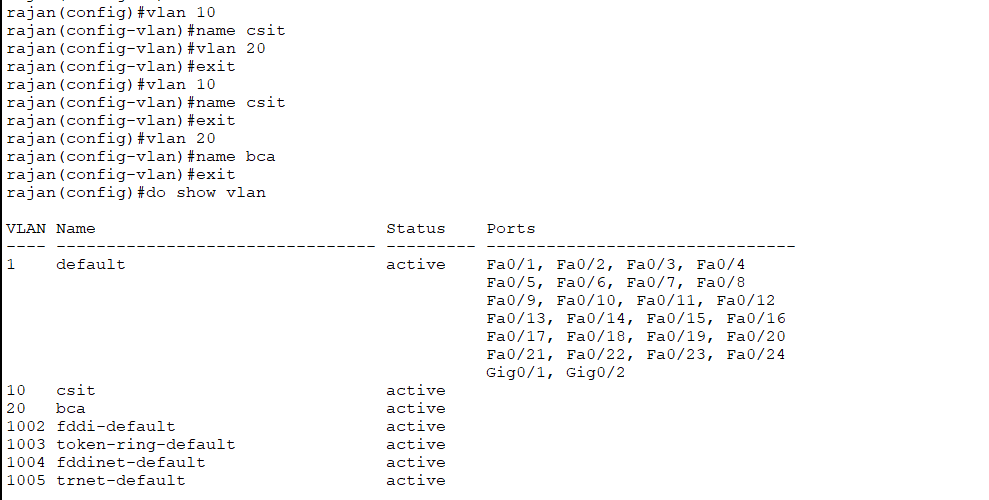 rajan(config)#vlan 10
rajan(config-vlan)#name csit
rajan(config-vlan)#vlan 20
rajan(config-vlan)#exit
rajan(config)#vlan 10
rajan(config-vlan)#name csit
rajan(config-vlan)#exit
rajan(config)#vlan 20
rajan(config-vlan)#name bca
rajan(config-vlan)#exit
rajan(config)#do show vlan

VLAN Name                             Status    Ports
---- -------------------------------- --------- -------------------------------
1    default                          active    Fa0/1, Fa0/2, Fa0/3, Fa0/4
                                                Fa0/5, Fa0/6, Fa0/7, Fa0/8
                                                Fa0/9, Fa0/10, Fa0/11, Fa0/12
                                                Fa0/13, Fa0/14, Fa0/15, Fa0/16
                                                Fa0/17, Fa0/18, Fa0/19, Fa0/20
                                                Fa0/21, Fa0/22, Fa0/23, Fa0/24
                                                Gig0/1, Gig0/2
10   csit                             active
20   bca                              active
1002 fddi-default                     active
1003 token-ring-default               active
1004 fddinet-default                  active
1005 trnet-default                    active